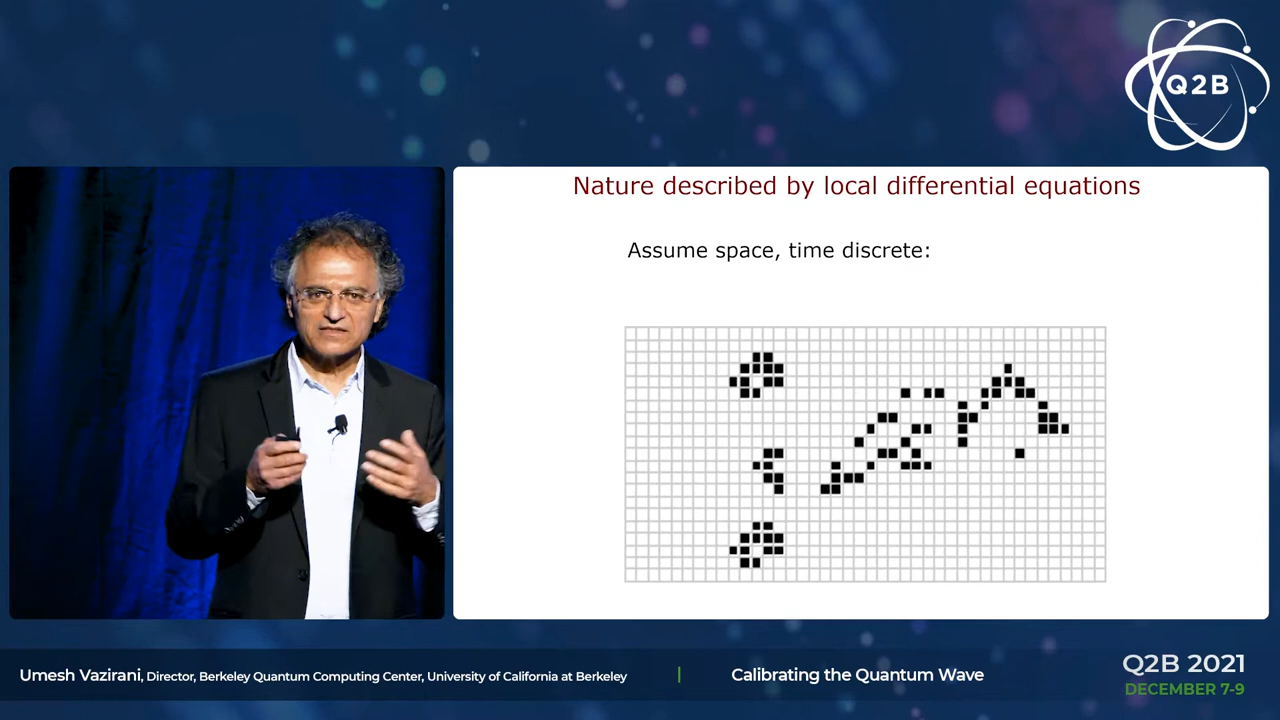 Q2B
Nature described by local differential equations
Assume space, time discrete:
Umesh Vazirani, Director, Berkeley Quantum Computing Center, University of California at Berkeley
|
Calibrating the Quantum Wave
Q2B 2021
DECEMBER 7-9